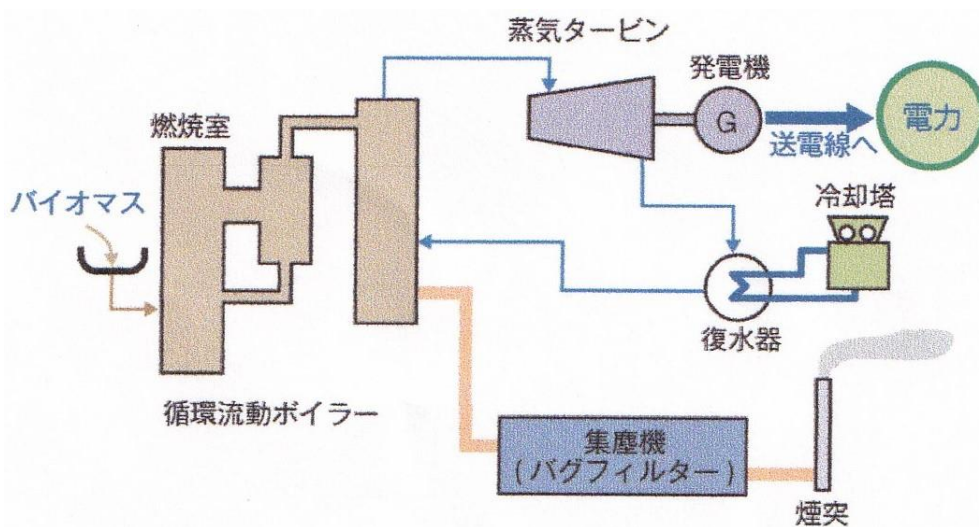 蒸気タービン
発電機
G
電力
送電線へ
燃焼室
バイオマス
冷却塔
復水器
循環流動ボイラー
集塵機
(バグフィルター)
煙突